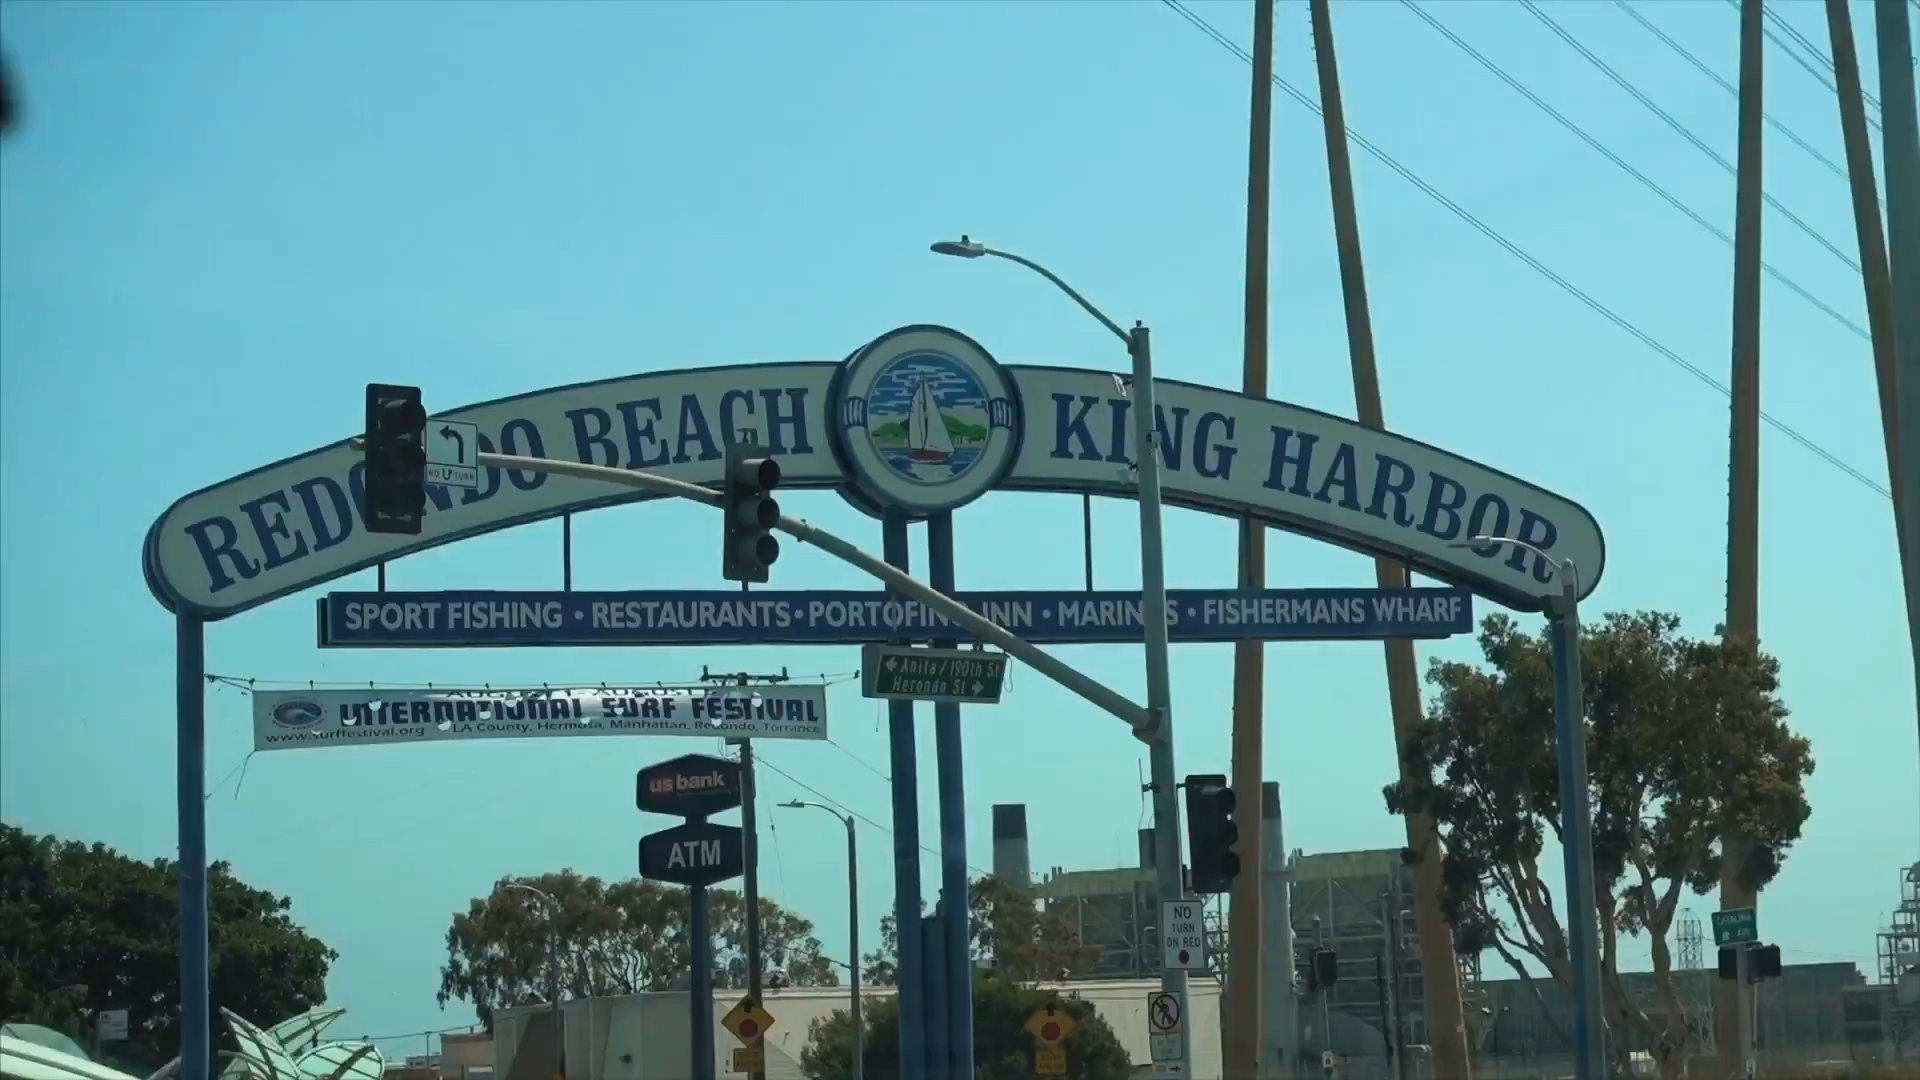 REDONDO BEACH KING HARBOR
SPORT FISHING • RESTAURANTS • PORTOFINO INN • MARINAS • FISHERMANS WHARF
Anita / 190th St
Herondo St
INTERNATIONAL SURF FESTIVAL
www.surffestival.org LA County, Hermosa, Manhattan, Redondo, Torrance
NO U TURN
us bank
ATM
NO
TURN
ON RED
CATALINA